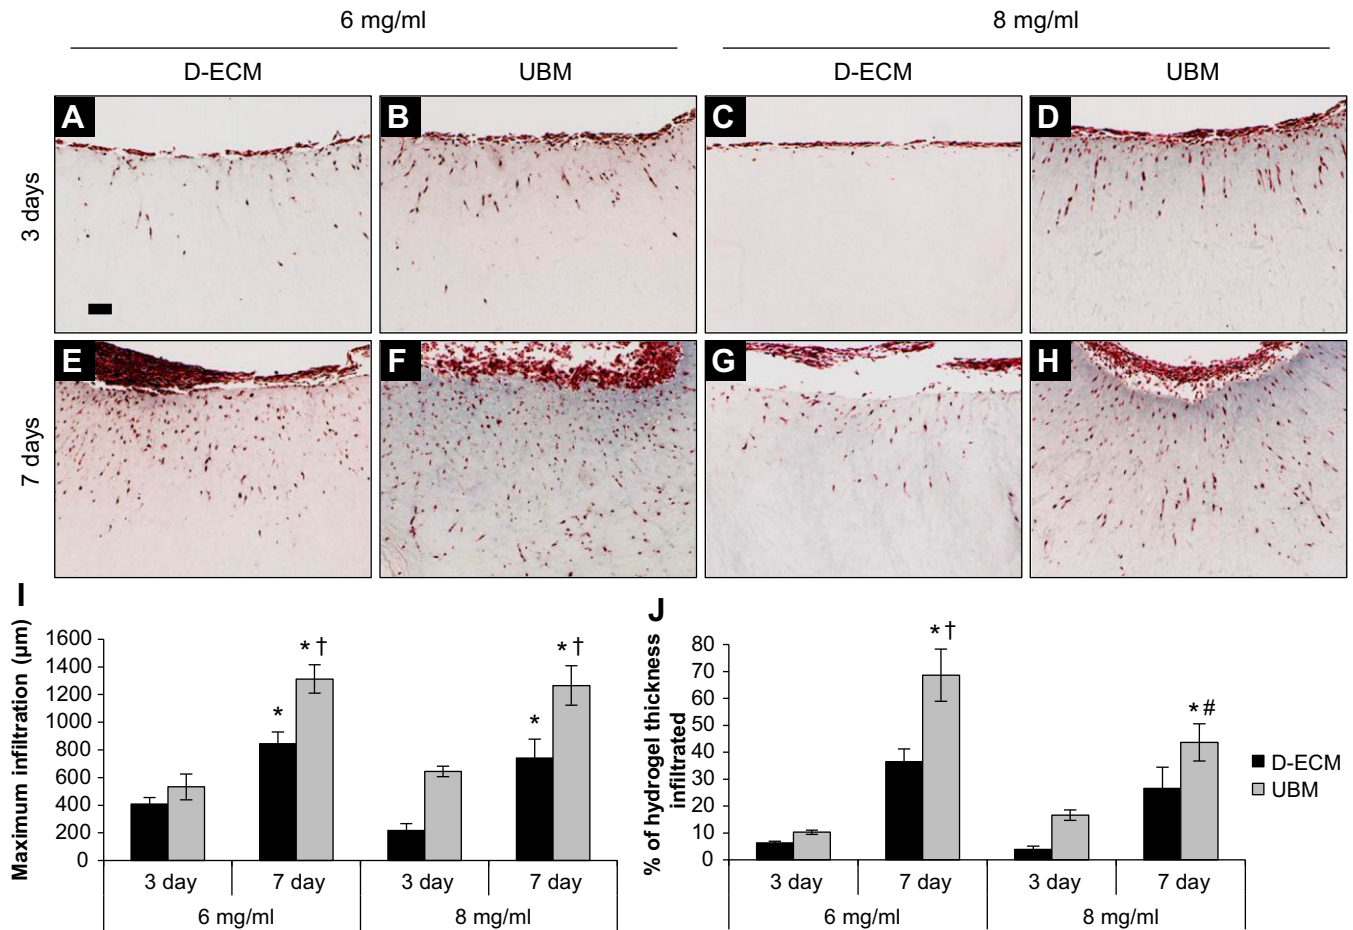 6 mg/ml
8 mg/ml
D-ECM
UBM
D-ECM
UBM
3 days
A
B
C
D
7 days
E
F
G
H
I
Maximum infiltration (µm)
1600
1400
1200
1000
800
600
400
200
0
* 
* †
*
* †
3 day
7 day
3 day
7 day
6 mg/ml
8 mg/ml
J
% of hydrogel thickness
infiltrated
80
70
60
50
40
30
20
10
0
* †
* #
3 day
7 day
3 day
7 day
6 mg/ml
8 mg/ml
D-ECM
UBM